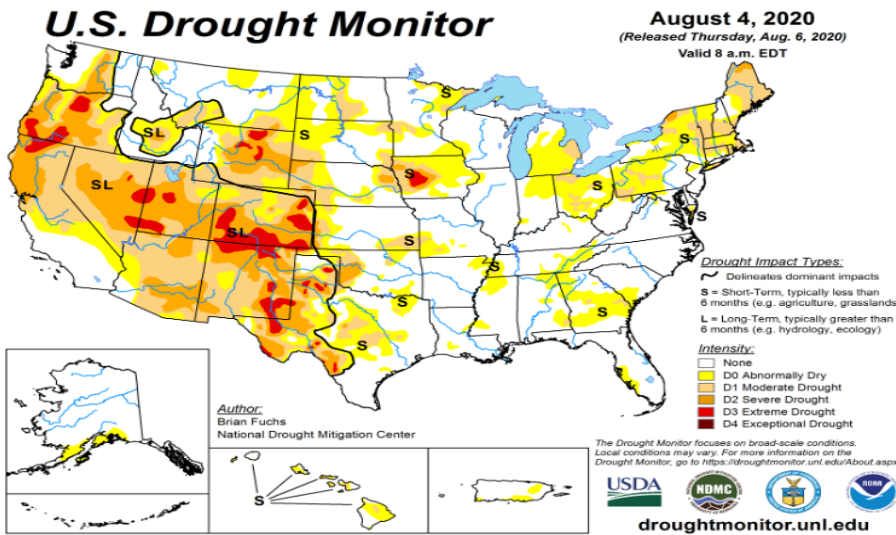 U.S. Drought Monitor
August 4, 2020
(Released Thursday, Aug. 6, 2020)
Valid 8 a.m. EDT
S
SL
S
S
SL
S
S
S
SL
S
S
S
S
S
Drought Impact Types:
Delineates dominant impacts
S = Short-Term, typically less than
6 months (e.g. agriculture, grasslands
L = Long-Term, typically greater than
6 months (e.g. hydrology, ecology)
Intensity:
None
D0 Abnormally Dry
D1 Moderate Drought
D2 Severe Drought
D3 Extreme Drought
D4 Exceptional Drought
Author:
Brian Fuchs
National Drought Mitigation Center
S
The Drought Monitor focuses on broad-scale conditions.
Local conditions may vary. For more information on the
Drought Monitor, go to https://droughtmonitor.unl.edu/About.aspx
USDA
NDMC
NOAA
droughtmonitor.unl.edu